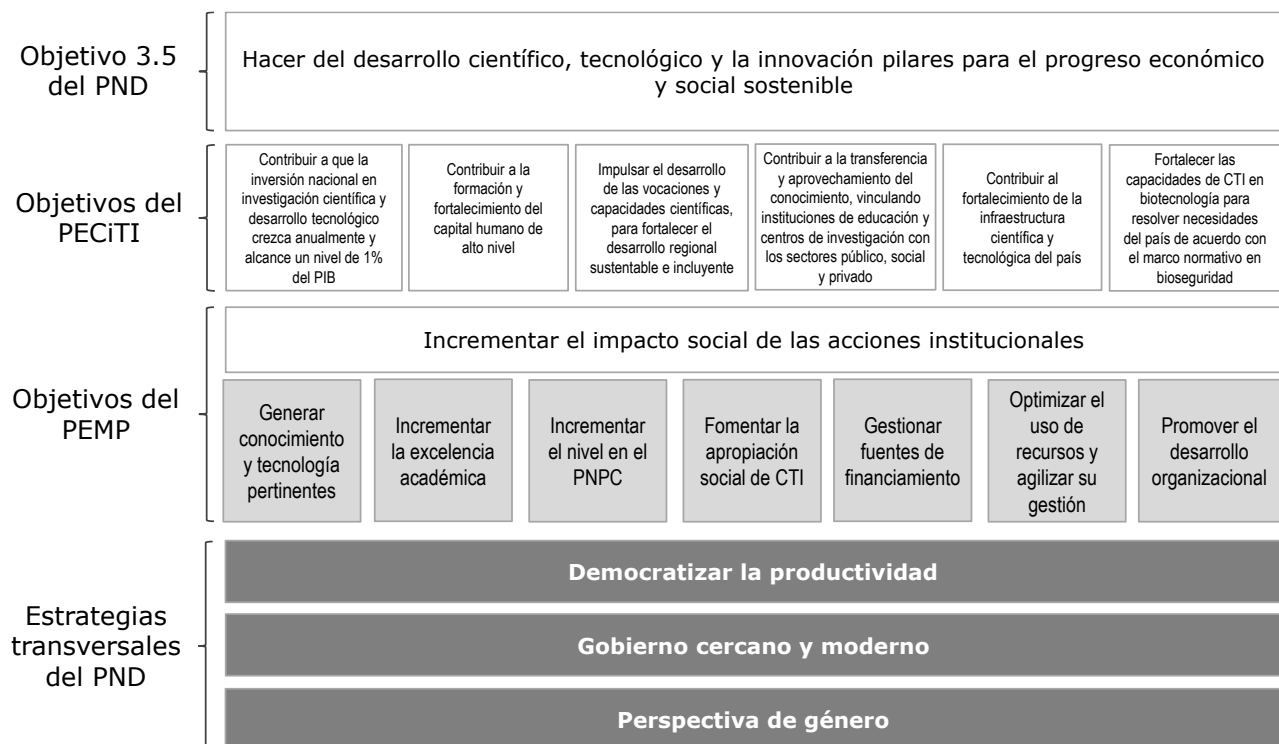 Objetivo 3.5
del PND
Hacer del desarrollo científico, tecnológico y la innovación pilares para el progreso económico
y social sostenible
Objetivos del
PECiTI
Contribuir a que la
inversión nacional en
investigación científica y
desarrollo tecnológico
crezca anualmente y
alcance un nivel de 1%
del PIB
Contribuir a la
formación y
fortalecimiento del
capital humano de
alto nivel
Impulsar el desarrollo
de las vocaciones y
capacidades científicas,
para fortalecer el
desarrollo regional
sustentable e incluyente
Contribuir a la transferencia
y aprovechamiento del
conocimiento, vinculando
instituciones de educación y
centros de investigación con
los sectores público, social
y privado
Contribuir al
fortalecimiento de la
infraestructura
científica y
tecnológica del país
Fortalecer las
capacidades de CTI en
biotecnología para
resolver necesidades
del país de acuerdo con
el marco normativo en
bioseguridad
Objetivos del
PEMP
Incrementar el impacto social de las acciones institucionales
Generar
conocimiento
y tecnología
pertinentes
Incrementar
la excelencia
académica
Incrementar
el nivel en el
PNPC
Fomentar la
apropiación
social de CTI
Gestionar
fuentes de
financiamiento
Optimizar el
uso de
recursos y
agilizar su
gestión
Promover el
desarrollo
organizacional
Estrategias
transversales
del PND
Democratizar la productividad
Gobierno cercano y moderno
Perspectiva de género